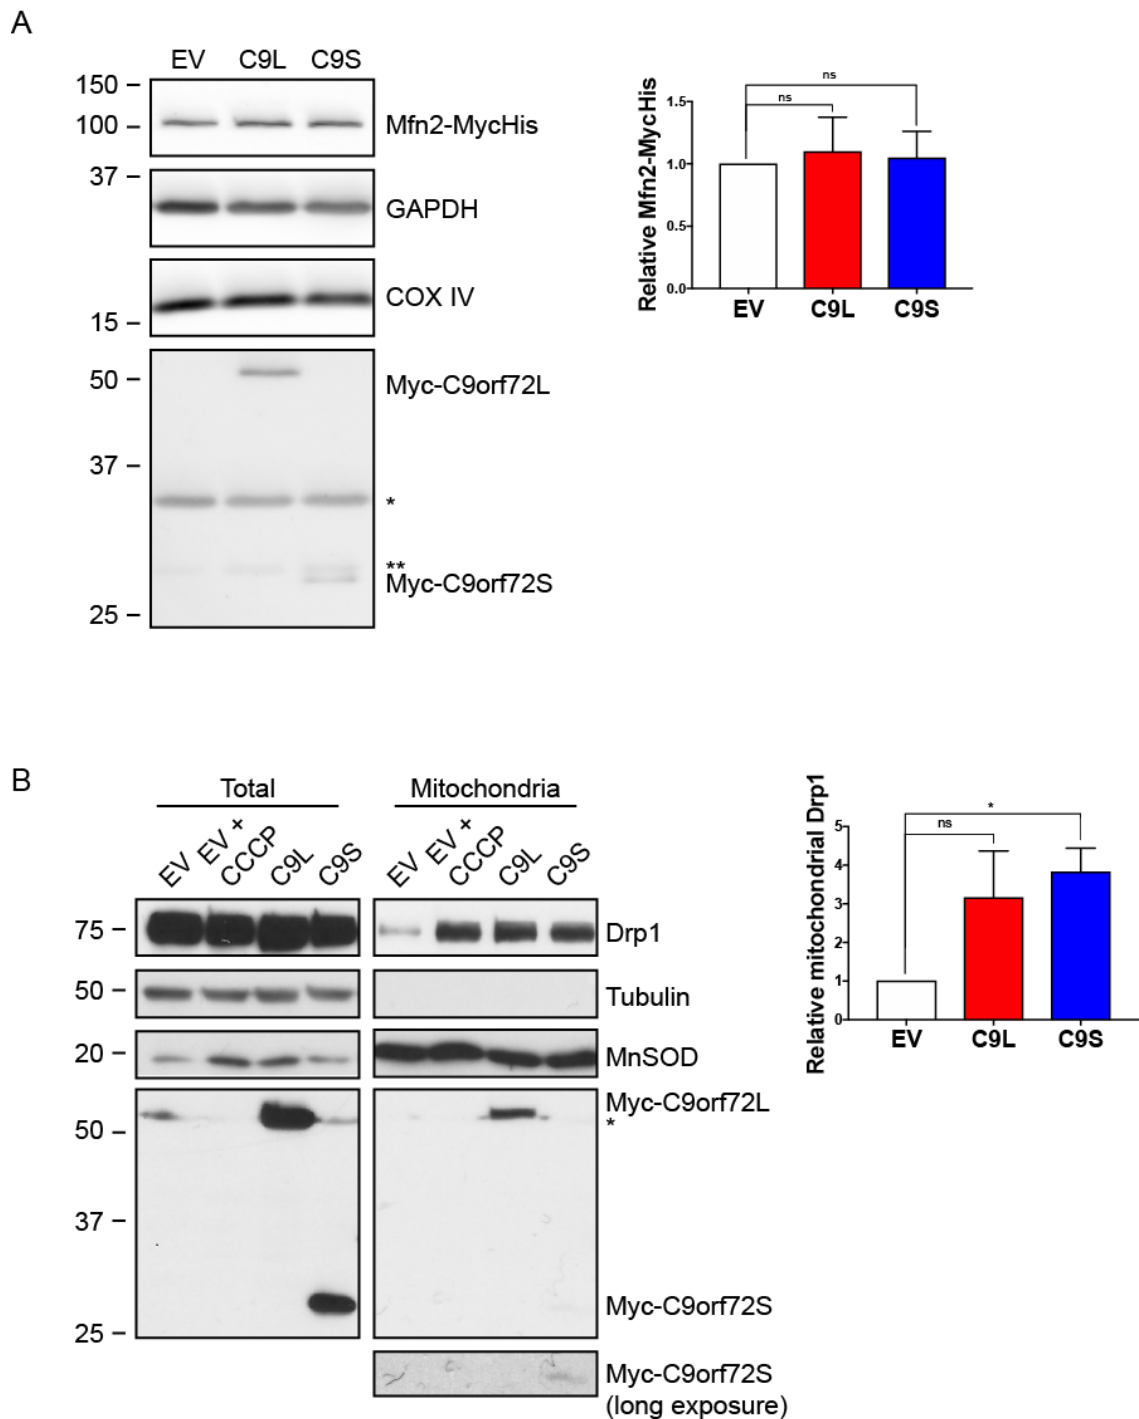 A
EV C9L C9S
150 –
100 –
Mfn2-MycHis
37 –
GAPDH
COX IV
15 –
50 –
Myc-C9orf72L
37 –
*
**
Myc-C9orf72S
25 –
Relative Mfn2-MycHis
ns
ns
1.5
1.0
0.5
0.0
EV C9L C9S
B
Total Mitochondria
EV EV + CCCP C9L C9S EV EV + CCCP C9L C9S
75 –
Drp1
50 –
Tubulin
20 –
MnSOD
Myc-C9orf72L
*
50 –
37 –
Myc-C9orf72S
25 –
Myc-C9orf72S
(long exposure)
Relative mitochondrial Drp1
*
ns
5
4
3
2
1
0
EV C9L C9S